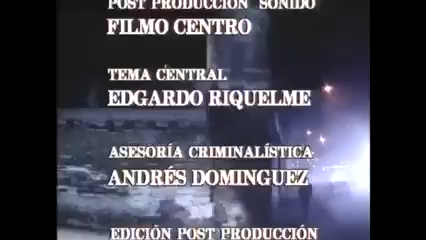 POST PRODUCCIÓN SONIDO
FILMO CENTRO
TEMA CENTRAL
EDGARDO RIQUELME
ASESORÍA CRIMINALÍSTICA
ANDRÉS DOMINGUEZ
EDICIÓN POST PRODUCCIÓN